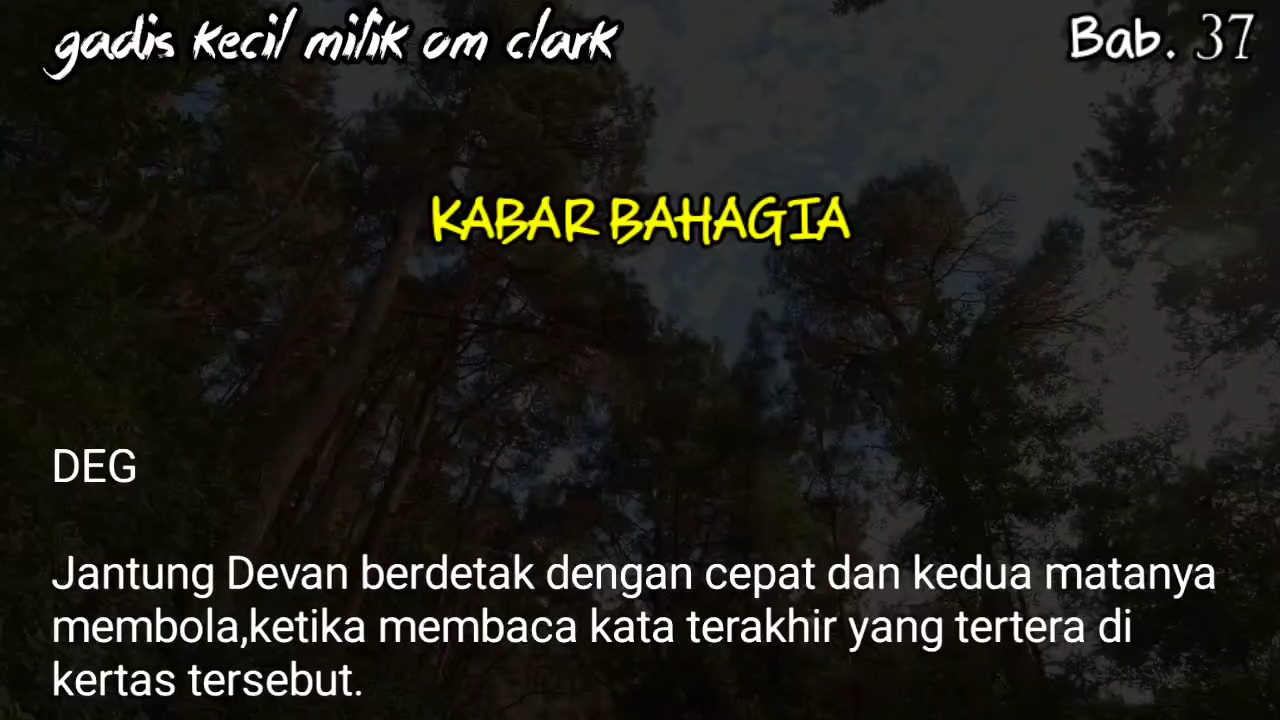 gadis kecil milik om clark
Bab. 37
KABAR BAHAGIA
DEG
Jantung Devan berdetak dengan cepat dan kedua matanya
membola,ketika membaca kata terakhir yang tertera di
kertas tersebut.